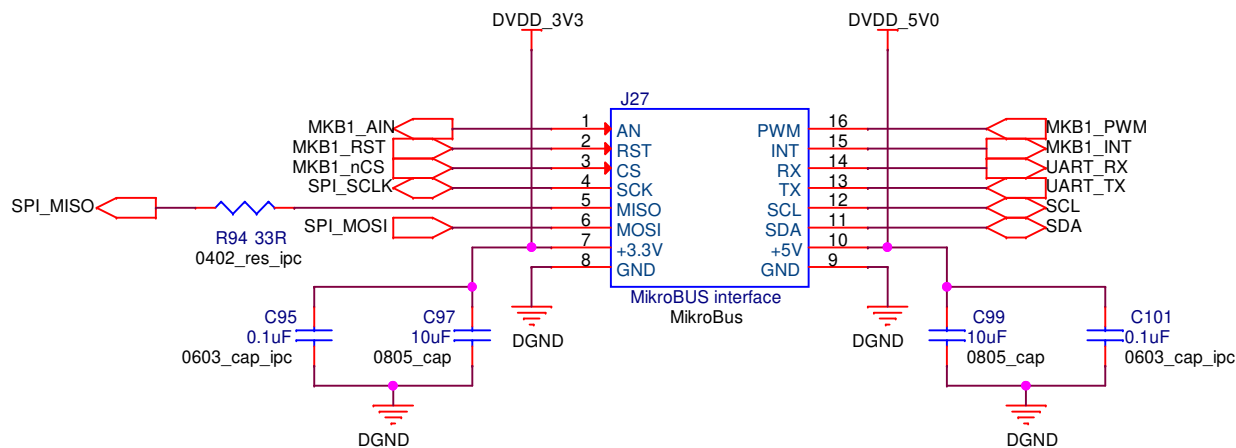 DVDD_3V3
DVDD_5V0
J27
MKB1_AIN 1 AN PWM 16 MKB1_PWM
MKB1_RST 2 RST INT 15 MKB1_INT
MKB1_nCS 3 CS RX 14 UART_RX
SPI_SCLK 4 SCK TX 13 UART_TX
SPI_MISO 5 MISO SCL 12 SCL
SPI_MOSI 6 MOSI SDA 11 SDA
R94 33R
0402_res_ipc
7 +3.3V +5V 10
8 GND GND 9
MikroBUS interface
MikroBus
DGND
DGND
C95
0.1uF
0603_cap_ipc
C97
10uF
0805_cap
C99
10uF
0805_cap
C101
0.1uF
0603_cap_ipc
DGND
DGND